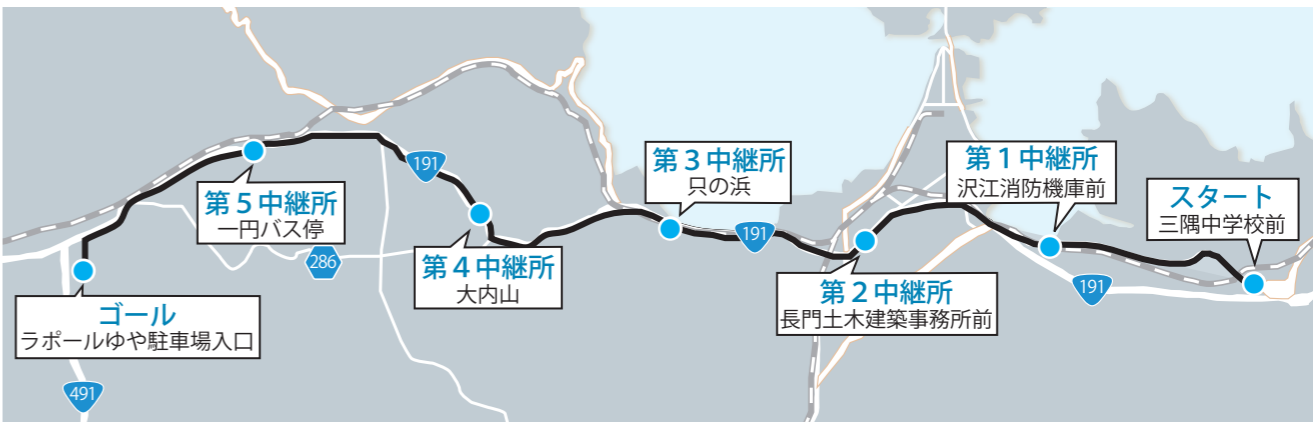 スタート
三隅中学校前
第1中継所
沢江消防機庫前
191
第2中継所
長門土木建築事務所前
191
第3中継所
只の浜
第4中継所
大内山
191
286
第5中継所
一円バス停
ゴール
ラポールゆや駐車場入口
491